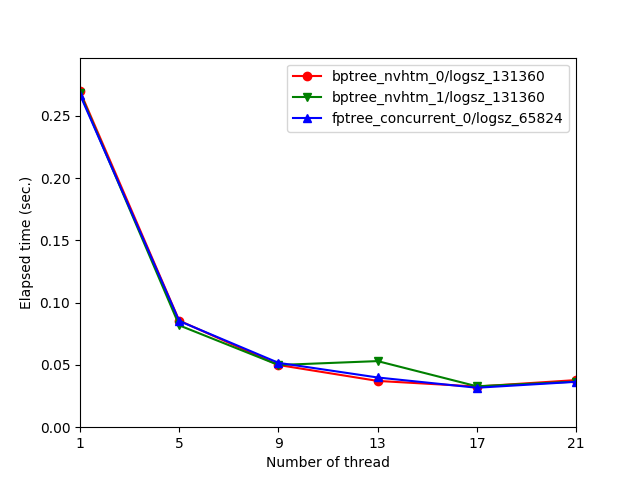 bptree_nvhtm_0/logsz_131360
bptree_nvhtm_1/logsz_131360
fptree_concurrent_0/logsz_65824
Elapsed time (sec.)
0.25
0.20
0.15
0.10
0.05
0.00
1 5 9 13 17 21
Number of thread